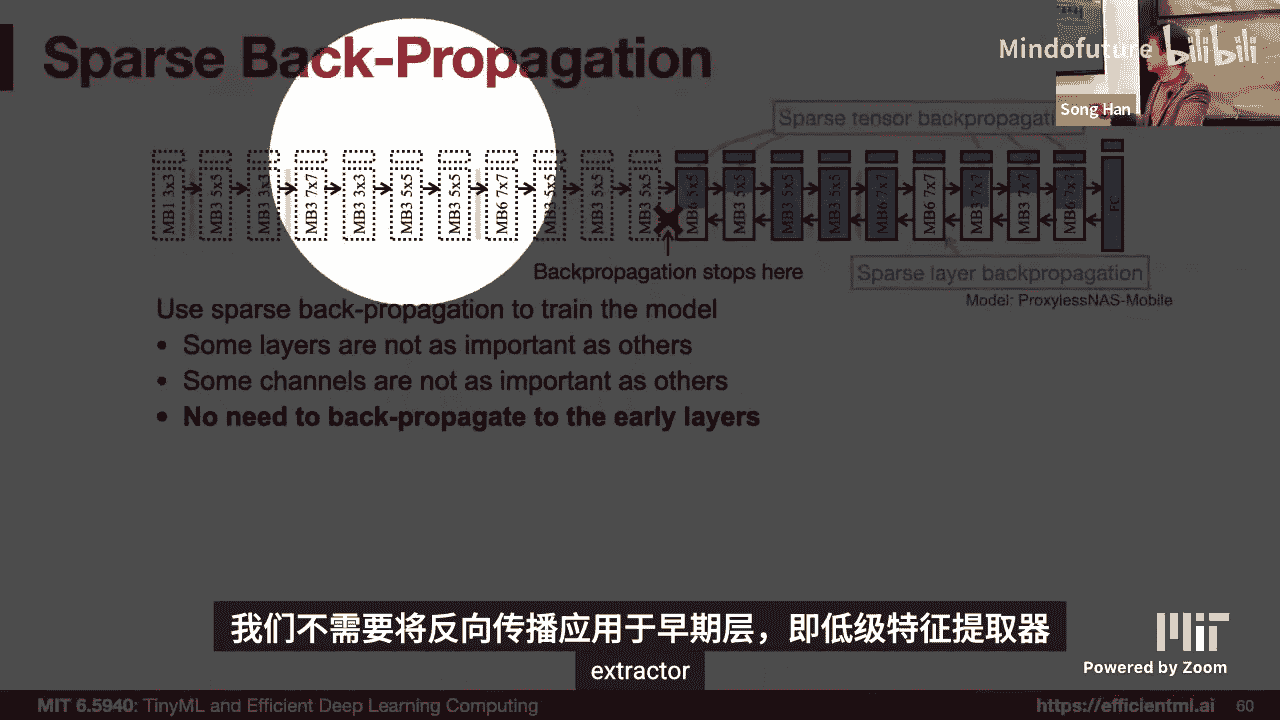 Sparse Back-Propagation
Mindofuture bilibili
Song Han
Sparse tensor backpropagati
MB1 3x3
MB3 5x5
MB3 7x7
MB3 3x3
MB3 5x5
MB3 5x5
MB6 7x7
MB3 5x5
MB3 5x5
MB3 5x5
MB6 5x5
MB3 5x5
MB3 5x5
MB3 5x5
MB6 7x7
MB6 7x7
MB3 7x7
MB3 7x7
MB6 7x7
FC
Backpropagation stops here
Sparse layer backpropagation
Model: ProxylessNAS-Mobile
Use sparse back-propagation to train the model
• Some layers are not as important as others
• Some channels are not as important as others
• No need to back-propagate to the early layers
我们不需要将反向传播应用于早期层，即低级特征提取器
extractor
MIT
Powered by Zoom
MIT 6.5940: TinyML and Efficient Deep Learning Computing
https://efficientml.ai
60